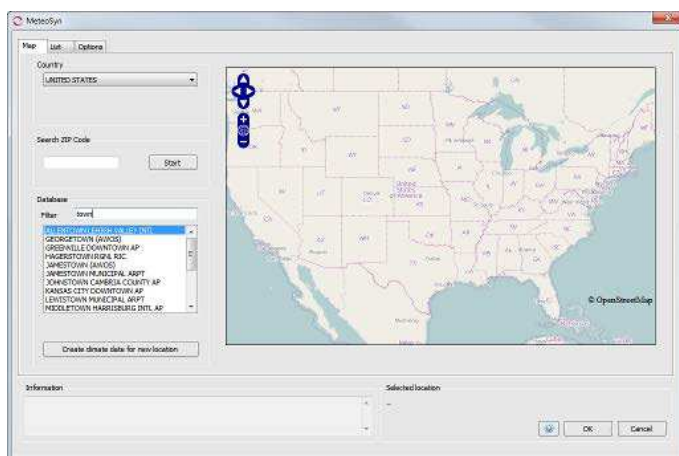 MeteoSyn
Map List Options
Country
UNITED STATES
Search ZIP Code
Start
Database
Filter town
ALLENTOWN LEHIGH VALLEY INTL
GEORGETOWN (AWOS)
GREENVILLE DOWNTOWN AP
HAGERSTOWN RGNL RIC
JAMESTOWN (AWOS)
JAMESTOWN MUNICIPAL ARPT
JOHNSTOWN CAMBRIA COUNTY AP
KANSAS CITY DOWNTOWN AP
LEWISTOWN MUNICIPAL ARPT
MIDDLETOWN HARRISBURG INTL AP
Create climate data for new location
United States
© OpenStreetMap
Information
Selected location
--
OK Cancel